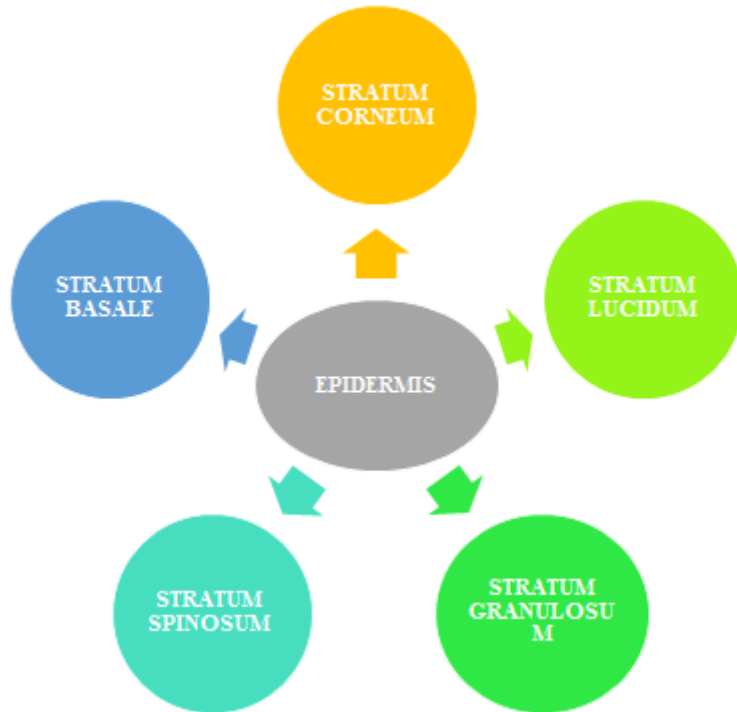 STRATUM
CORNEUM
STRATUM
BASALE
STRATUM
LUCIDUM
EPIDERMIS
STRATUM
SPINOSUM
STRATUM
GRANULOSU
M